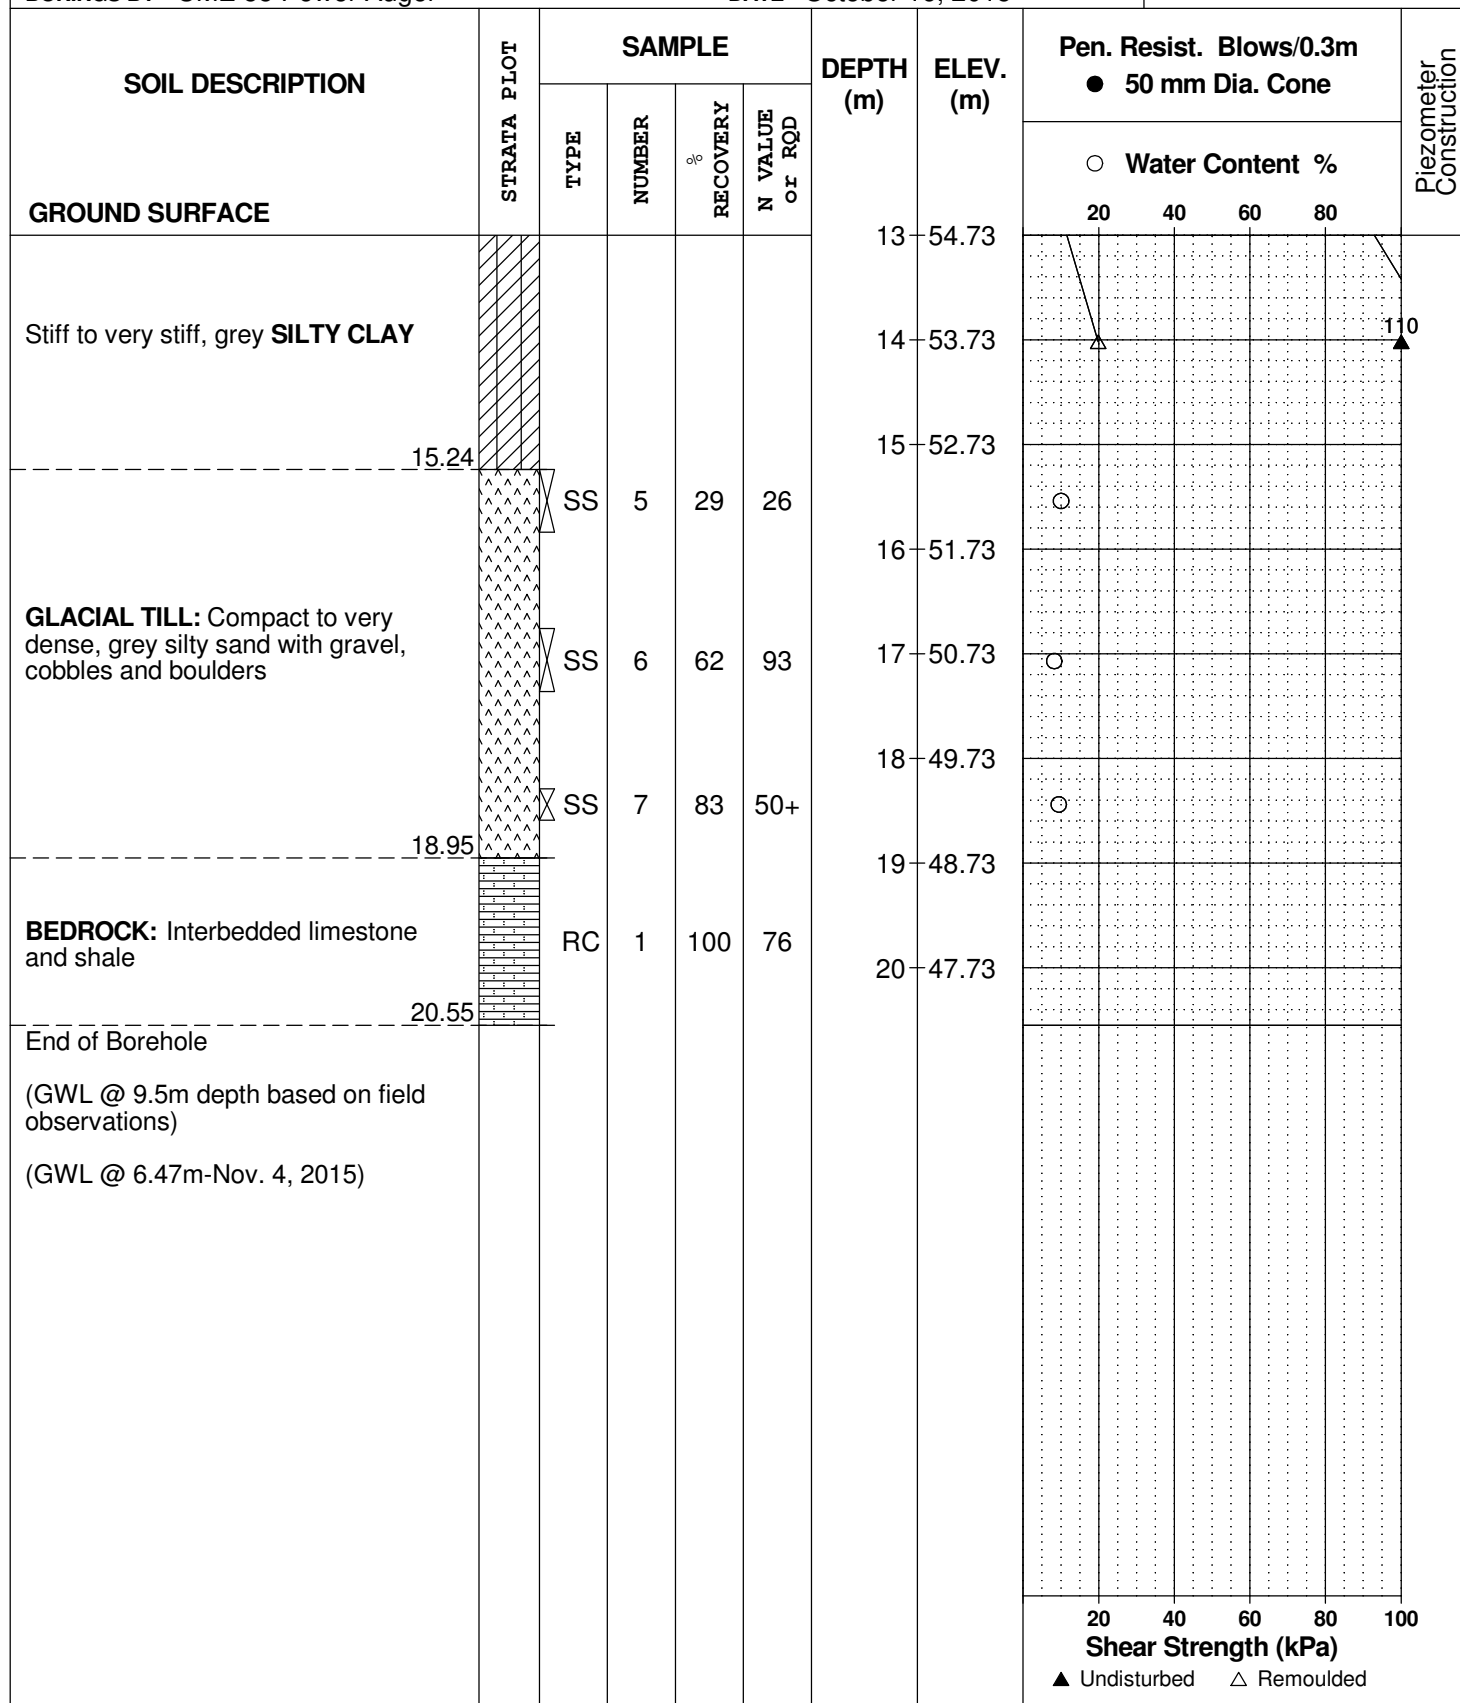 SOIL DESCRIPTION
GROUND SURFACE
STRATA PLOT
SAMPLE
TYPE
NUMBER
% RECOVERY
N VALUE or RQD
DEPTH (m)
ELEV. (m)
Pen. Resist. Blows/0.3m
● 50 mm Dia. Cone
○ Water Content %
20 40 60 80
Piezometer Construction
13 54.73
Stiff to very stiff, grey SILTY CLAY
110
14 53.73
15 52.73
15.24
SS 5 29 26
16 51.73
GLACIAL TILL: Compact to very
dense, grey silty sand with gravel,
cobbles and boulders
SS 6 62 93
17 50.73
18 49.73
SS 7 83 50+
18.95
19 48.73
BEDROCK: Interbedded limestone
and shale
RC 1 100 76
20 47.73
20.55
End of Borehole
(GWL @ 9.5m depth based on field
observations)
(GWL @ 6.47m-Nov. 4, 2015)
20 40 60 80 100
Shear Strength (kPa)
▲ Undisturbed △ Remoulded